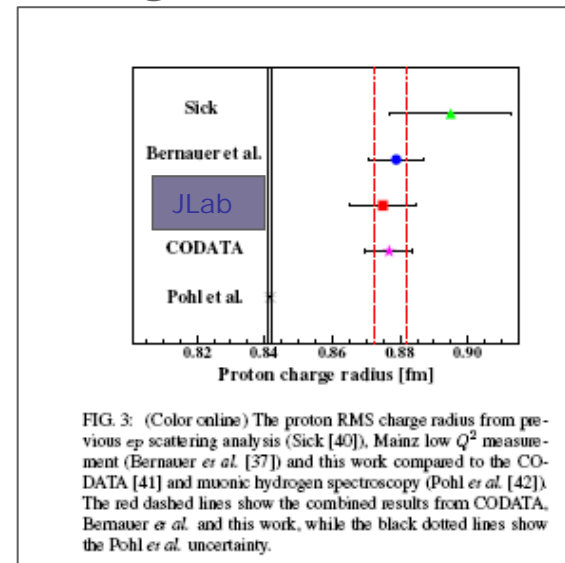 Sick
Bernauer et al.
JLab
CODATA
Pohl et al.
0.82 0.84 0.86 0.88 0.90
Proton charge radius [fm]
FIG. 3: (Color online) The proton RMS charge radius from pre-
vious ep scattering analysis (Sick [40]), Mainz low Q² measure-
ment (Bernauer et al. [37]) and this work compared to the CO-
DATA [41] and muonic hydrogen spectroscopy (Pohl et al. [42]).
The red dashed lines show the combined results from CODATA,
Bernauer et al. and this work, while the black dotted lines show
the Pohl et al. uncertainty.